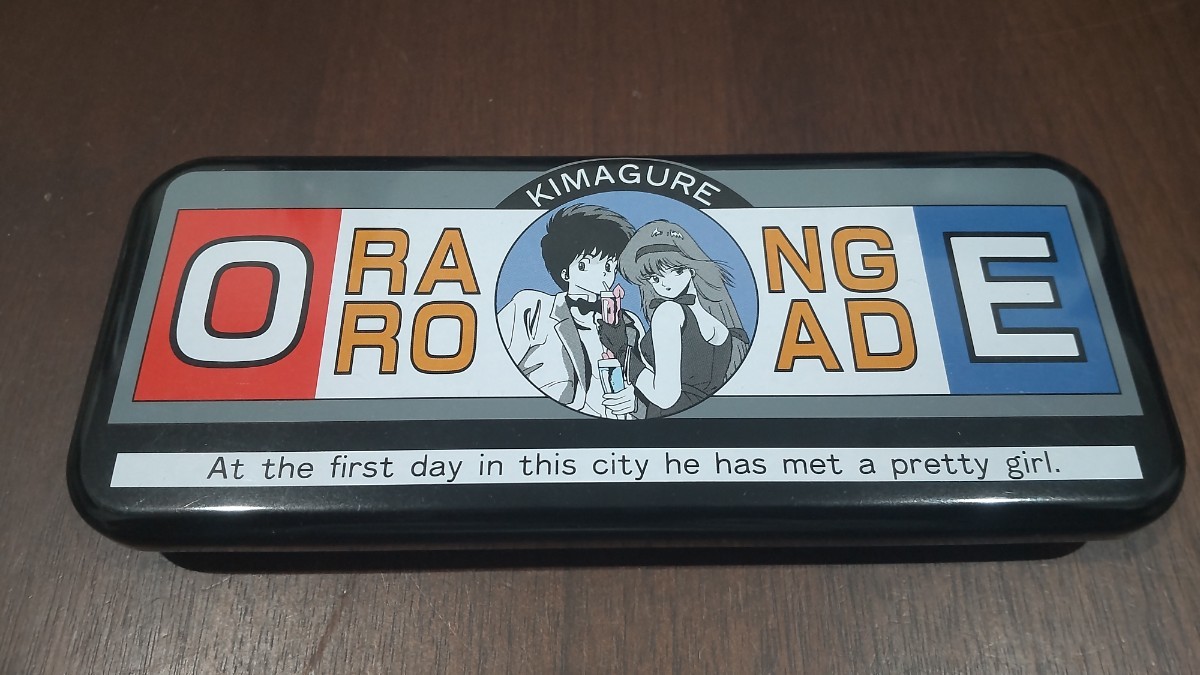 KIMAGURE
O RA NG E
RO AD
At the first day in this city he has met a pretty girl.